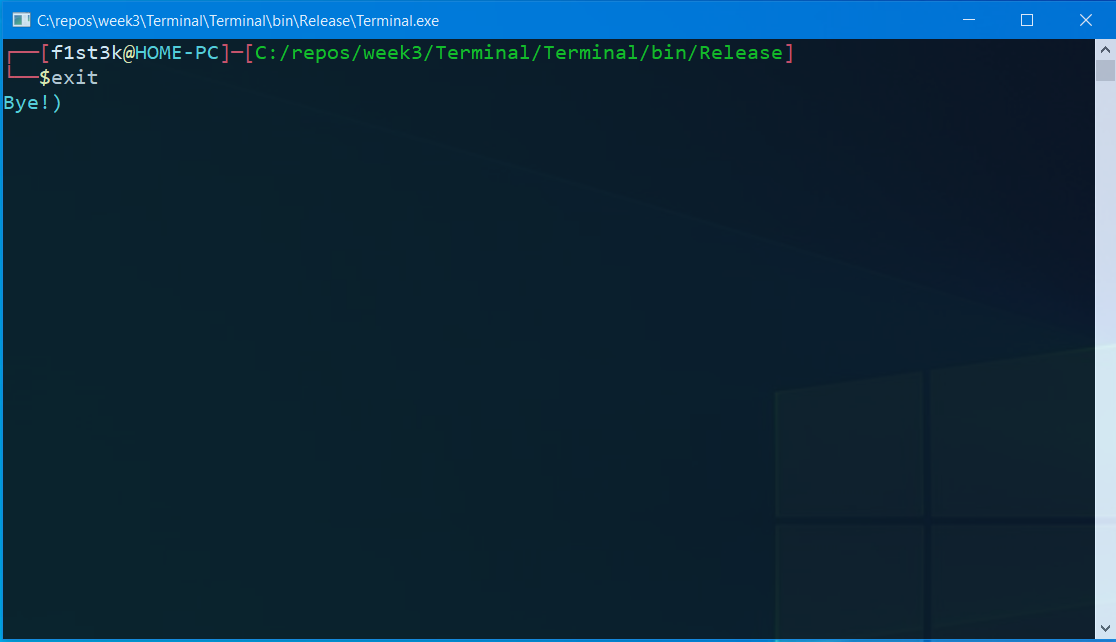 C:\repos\week3\Terminal\Terminal\bin\Release\Terminal.exe
┌──[f1st3k@HOME-PC]─[C:/repos/week3/Terminal/Terminal/bin/Release]
└──$exit
Bye!)